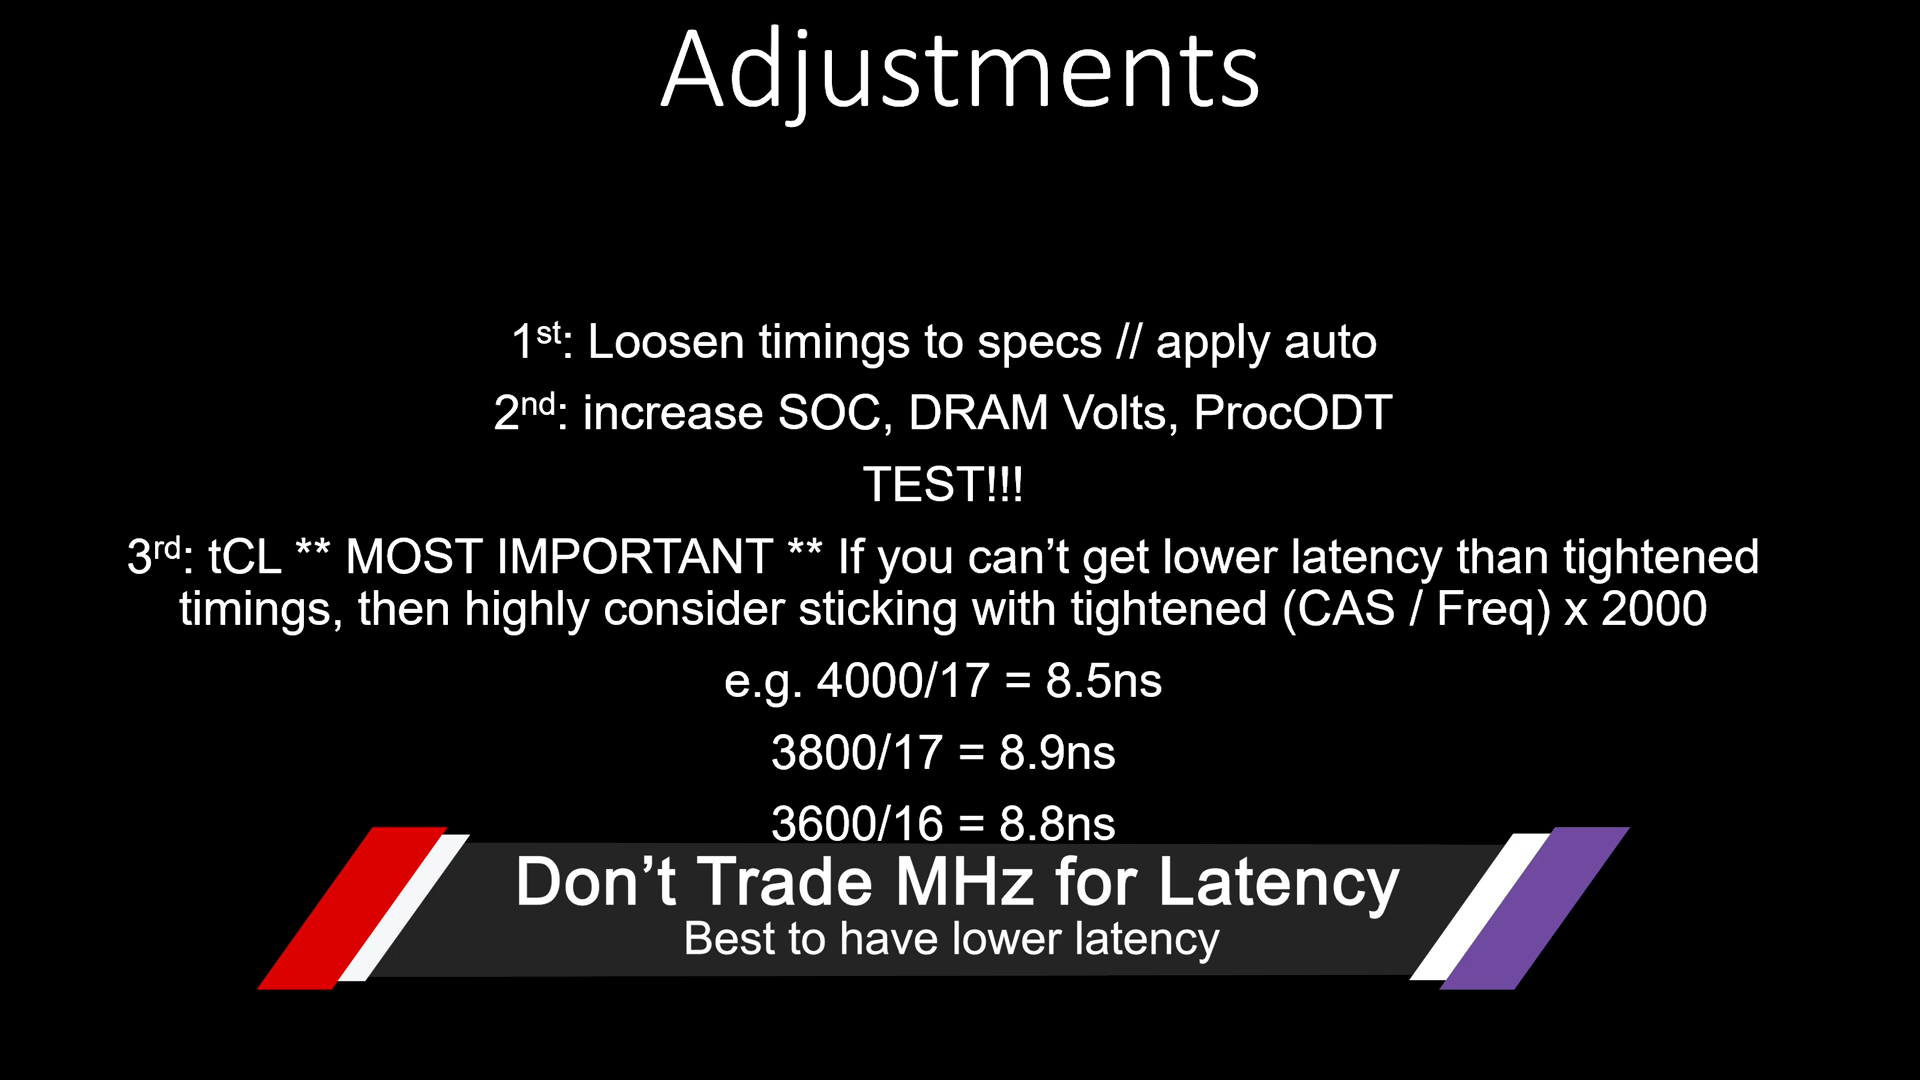 Adjustments
1st: Loosen timings to specs // apply auto
2nd: increase SOC, DRAM Volts, ProcODT
TEST!!!
3rd: tCL ** MOST IMPORTANT ** If you can’t get lower latency than tightened
timings, then highly consider sticking with tightened (CAS / Freq) x 2000
e.g. 4000/17 = 8.5ns
3800/17 = 8.9ns
3600/16 = 8.8ns
Don’t Trade MHz for Latency
Best to have lower latency